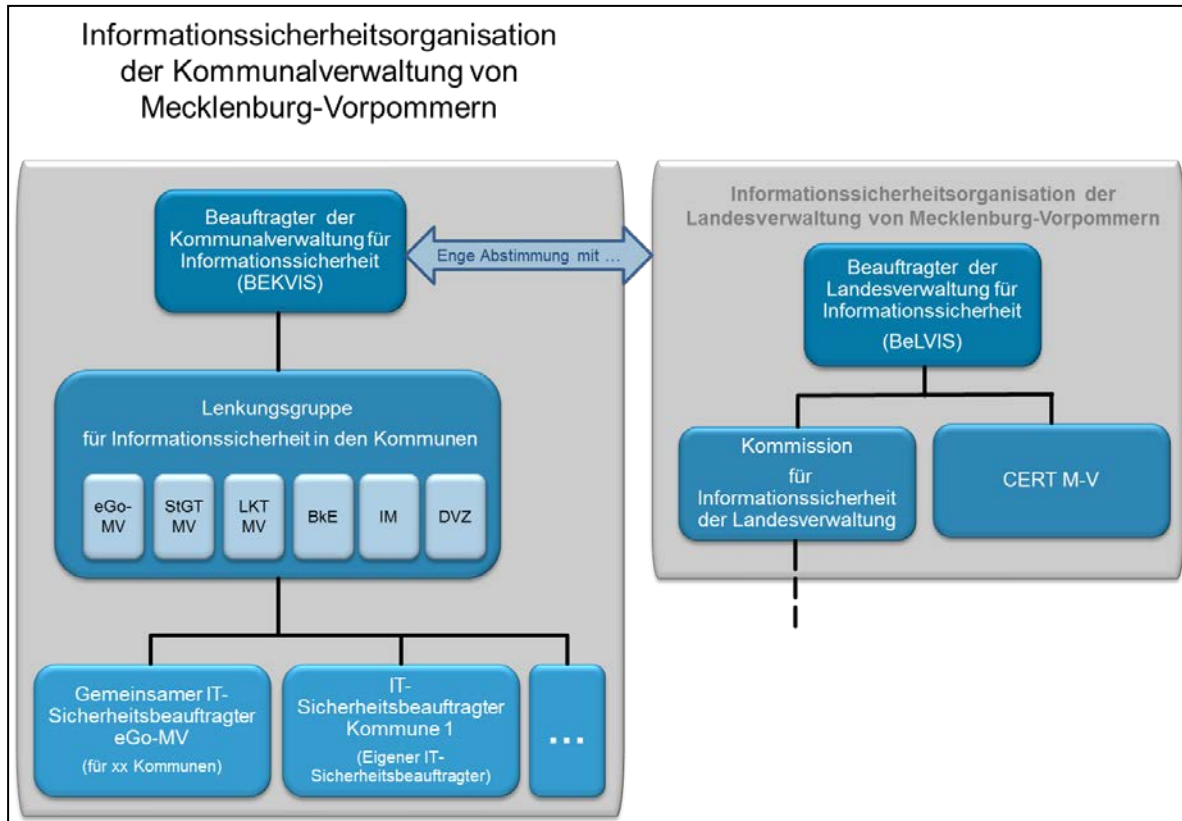 Informationssicherheitsorganisation
der Kommunalverwaltung von
Mecklenburg-Vorpommern
Beauftragter der
Kommunalverwaltung für
Informationssicherheit
(BEKVIS)
Enge Abstimmung mit ...
Lenkungsgruppe
für Informationssicherheit in den Kommunen
eGo-
MV
StGT
MV
LKT
MV
BkE
IM
DVZ
Gemeinsamer IT-
Sicherheitsbeauftragter
eGo-MV
(für xx Kommunen)
IT-
Sicherheitsbeauftragter
Kommune 1
(Eigener IT-
Sicherheitsbeauftragter)
...
Informationssicherheitsorganisation der
Landesverwaltung von Mecklenburg-Vorpommern
Beauftragter der
Landesverwaltung für
Informationssicherheit
(BeLVIS)
Kommission
für
Informationssicherheit
der Landesverwaltung
CERT M-V